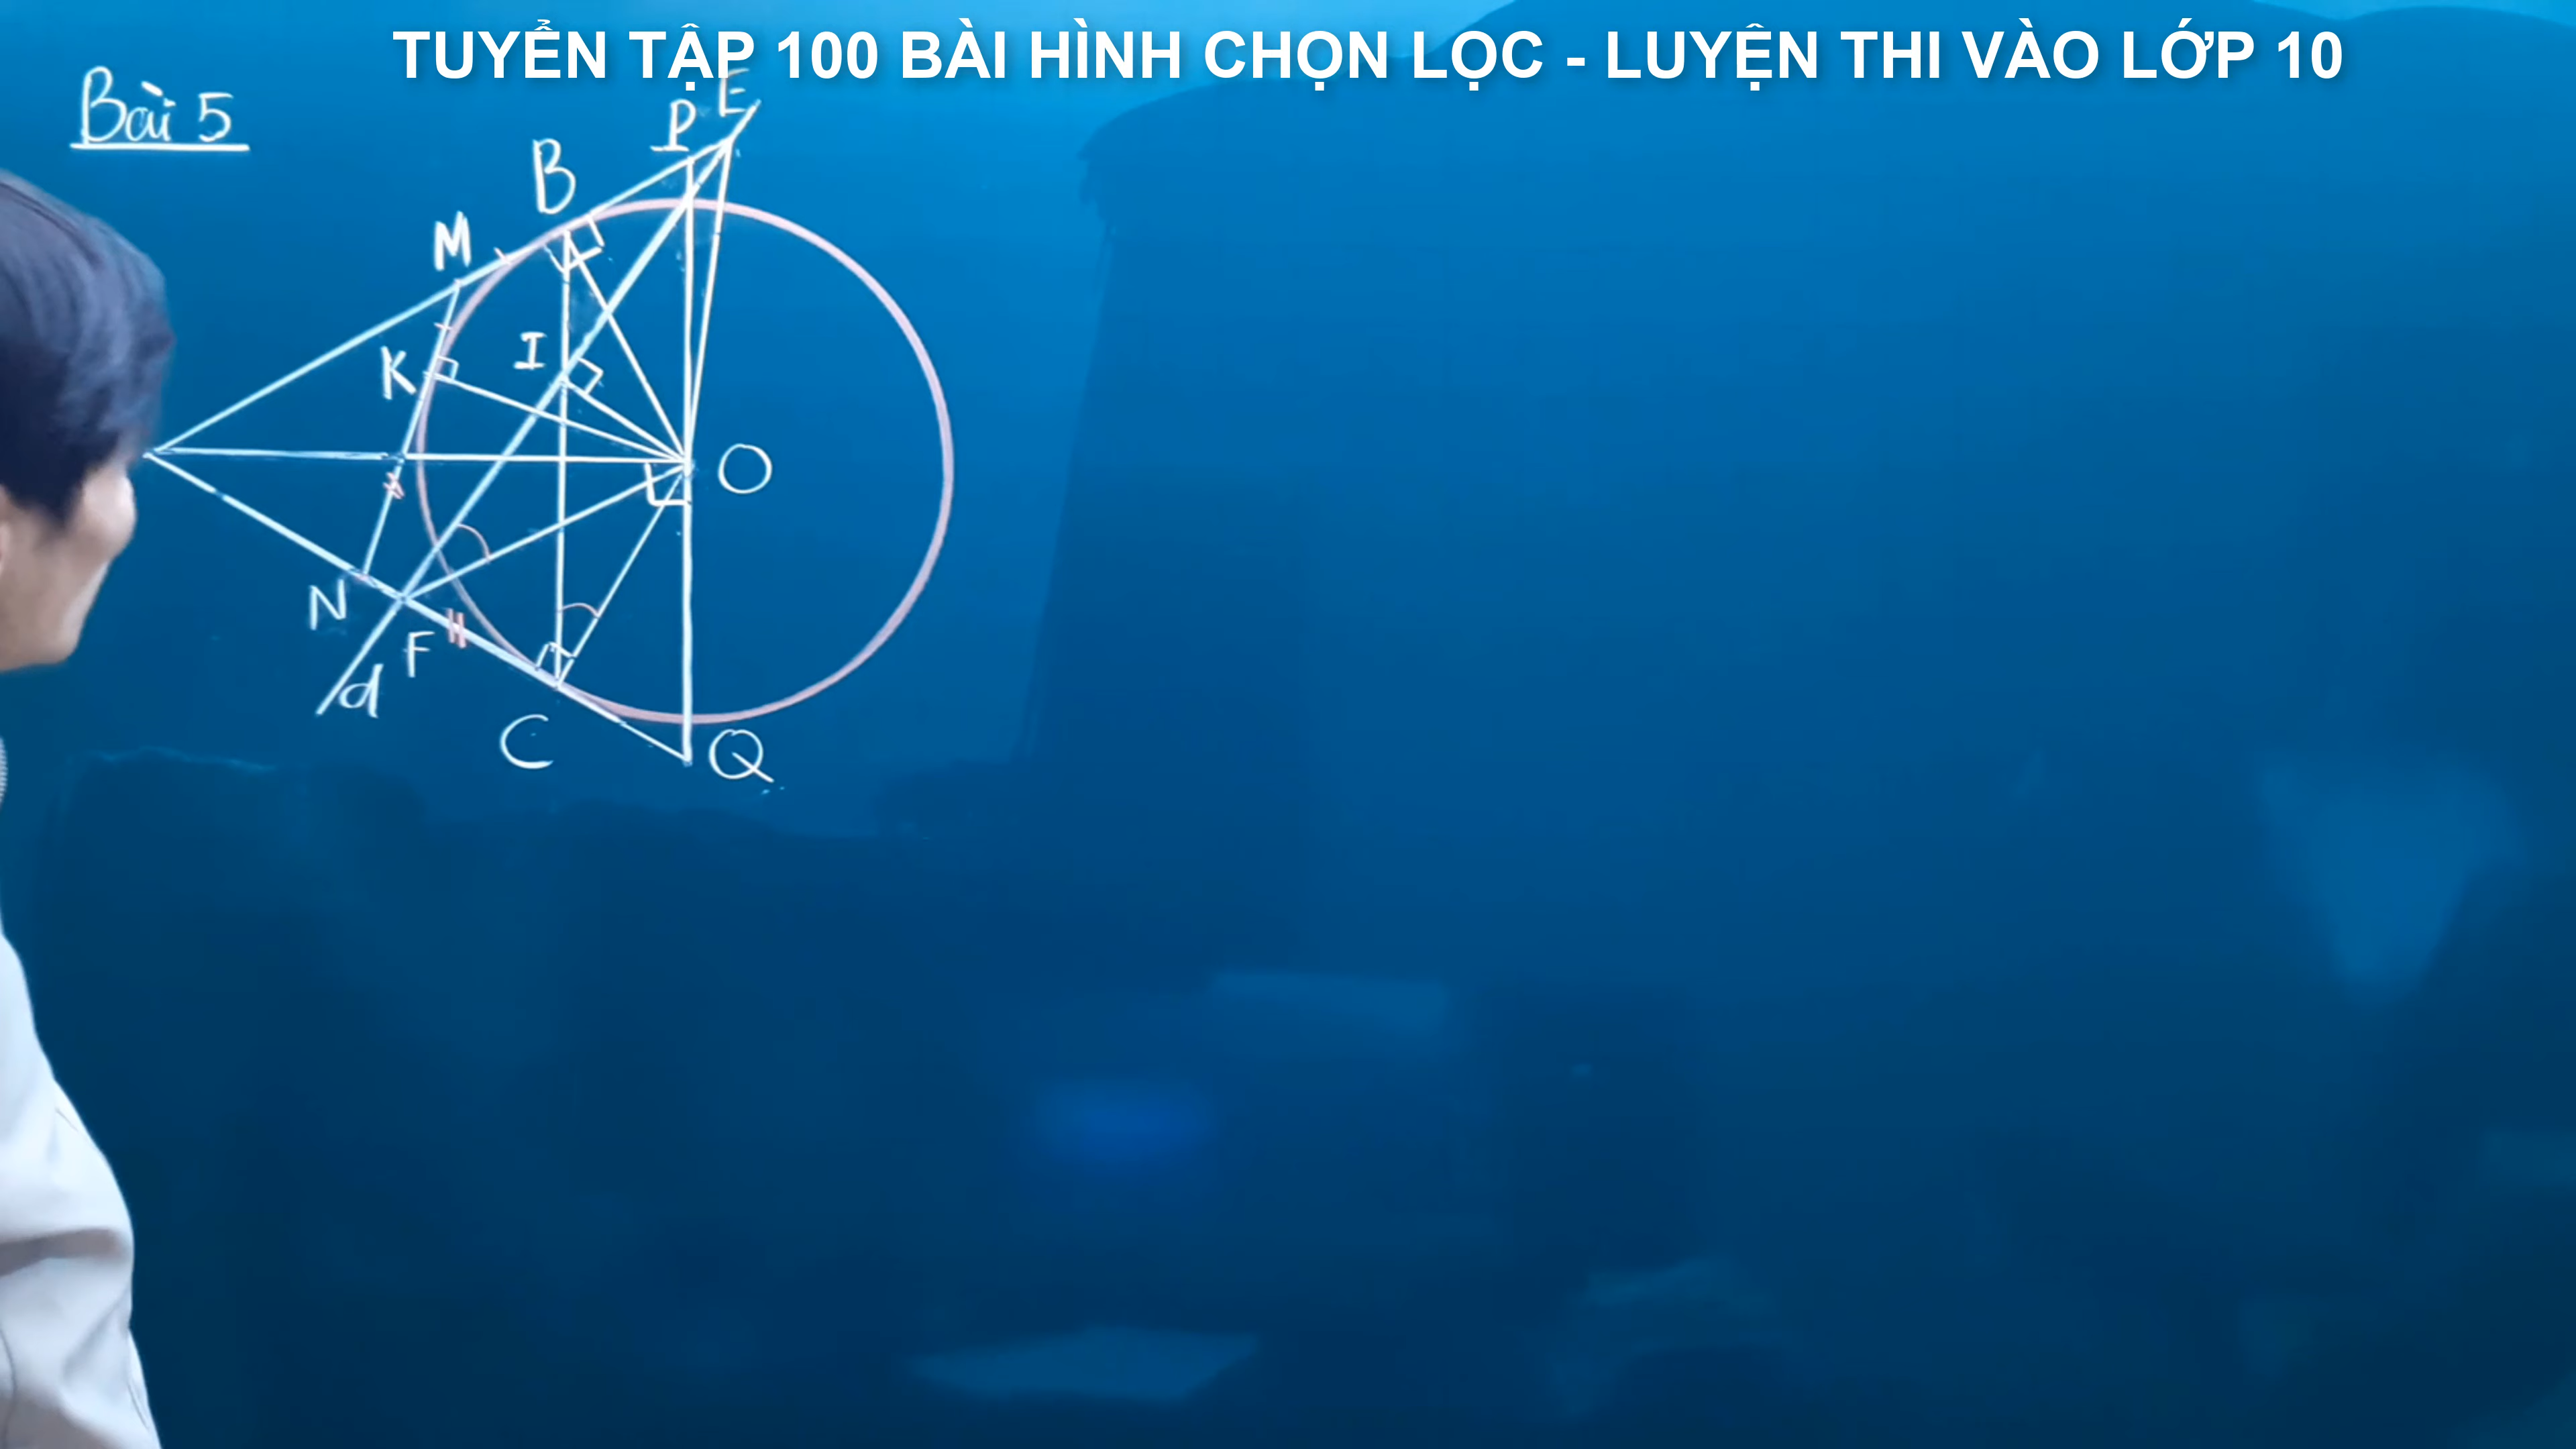 TUYỂN TẬP 100 BÀI HÌNH CHỌN LỌC - LUYỆN THI VÀO LỚP 10
Bài 5
E
P
B
M
I
K
O
N
F
d
C
Q